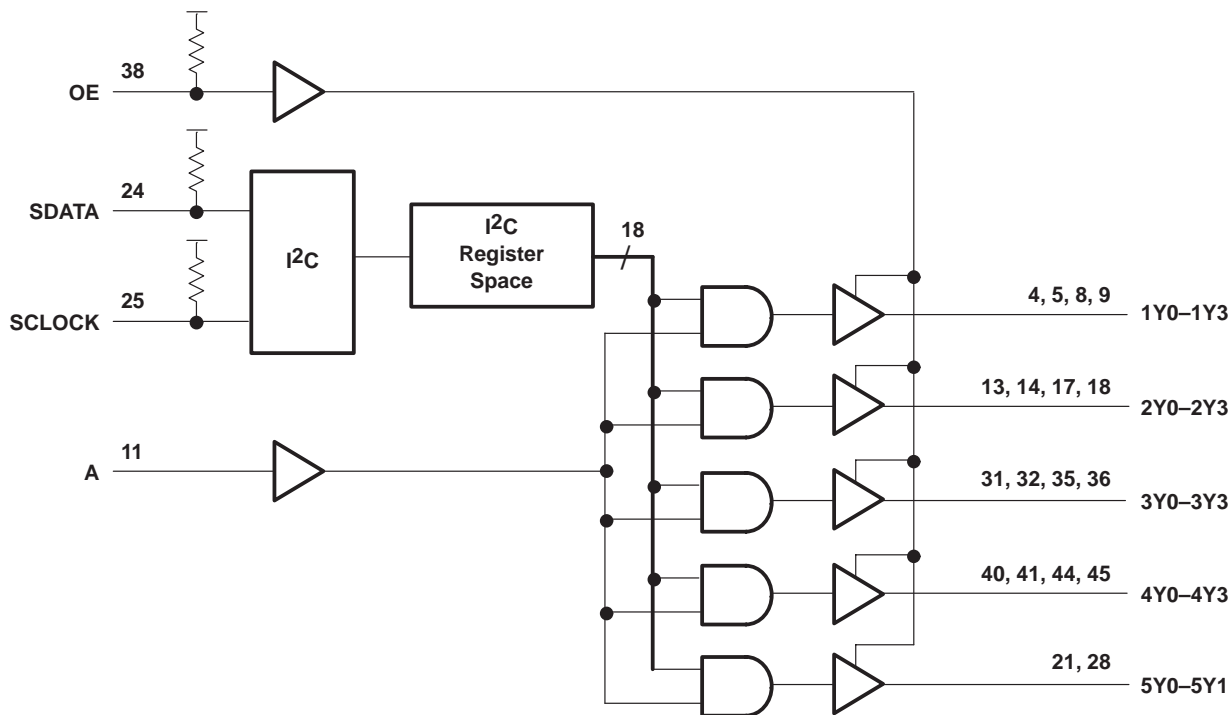 38
OE
24
SDATA
25
SCLOCK
I²C
I²C
Register
Space
18
11
A
4, 5, 8, 9
1Y0–1Y3
13, 14, 17, 18
2Y0–2Y3
31, 32, 35, 36
3Y0–3Y3
40, 41, 44, 45
4Y0–4Y3
21, 28
5Y0–5Y1